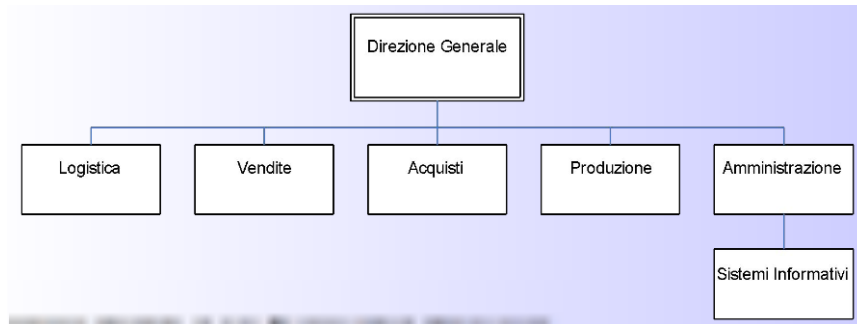 Direzione Generale
Logistica
Vendite
Acquisti
Produzione
Amministrazione
Sistemi Informativi